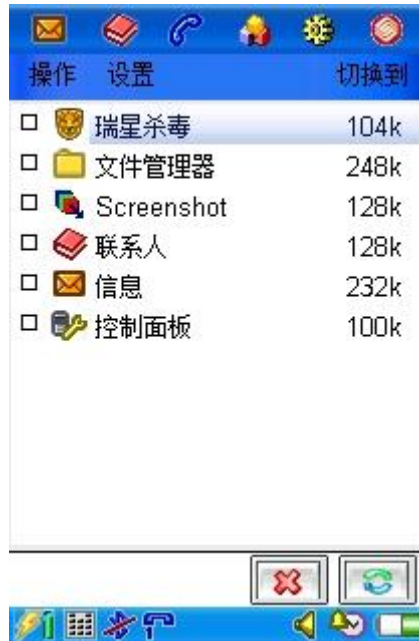 操作 设置 切换到
瑞星杀毒 104k
文件管理器 248k
Screenshot 128k
联系人 128k
信息 232k
控制面板 100k